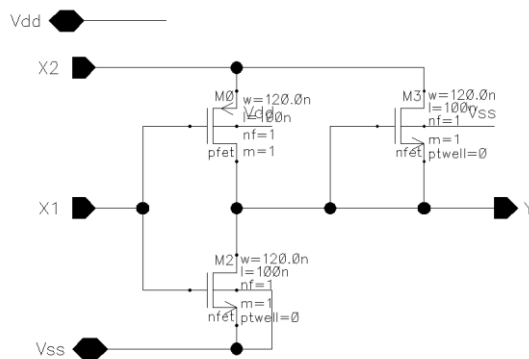 Vdd
X2
M0
w=120.0n
l=100n
Vdd
nf=1
m=1
pfet
M3
w=120.0n
l=100n
Vss
nf=1
m=1
nfet
ptwell=0
X1
Y
M2
w=120.0n
l=100n
nf=1
m=1
nfet
ptwell=0
Vss